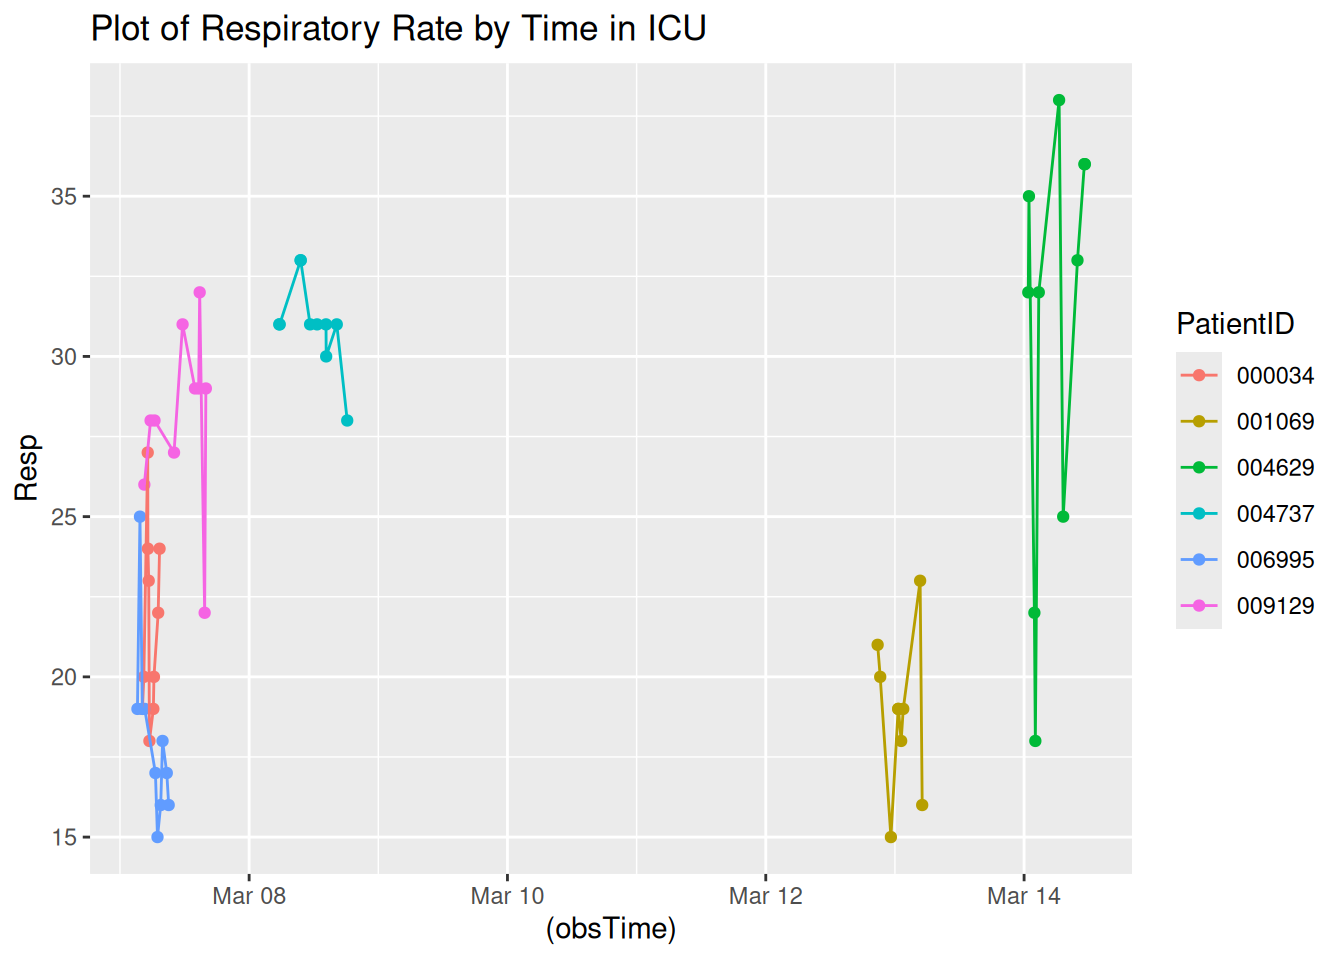 Plot of Respiratory Rate by Time in ICU
Resp
35
30
25
20
15
Mar 08 Mar 10 Mar 12 Mar 14
(obsTime)
PatientID
000034
001069
004629
004737
006995
009129